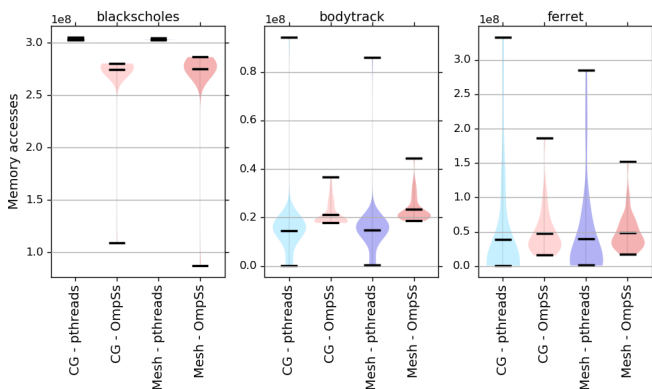 blackscholes
bodytrack
ferret
1e8
1e8
1e8
Memory accesses
3.0
2.5
2.0
1.5
1.0
0.8
0.6
0.4
0.2
0.0
3.0
2.5
2.0
1.5
1.0
0.5
0.0
CG - pthreads
CG - OmpSs
Mesh - pthreads
Mesh - OmpSs
CG - pthreads
CG - OmpSs
Mesh - pthreads
Mesh - OmpSs
CG - pthreads
CG - OmpSs
Mesh - pthreads
Mesh - OmpSs